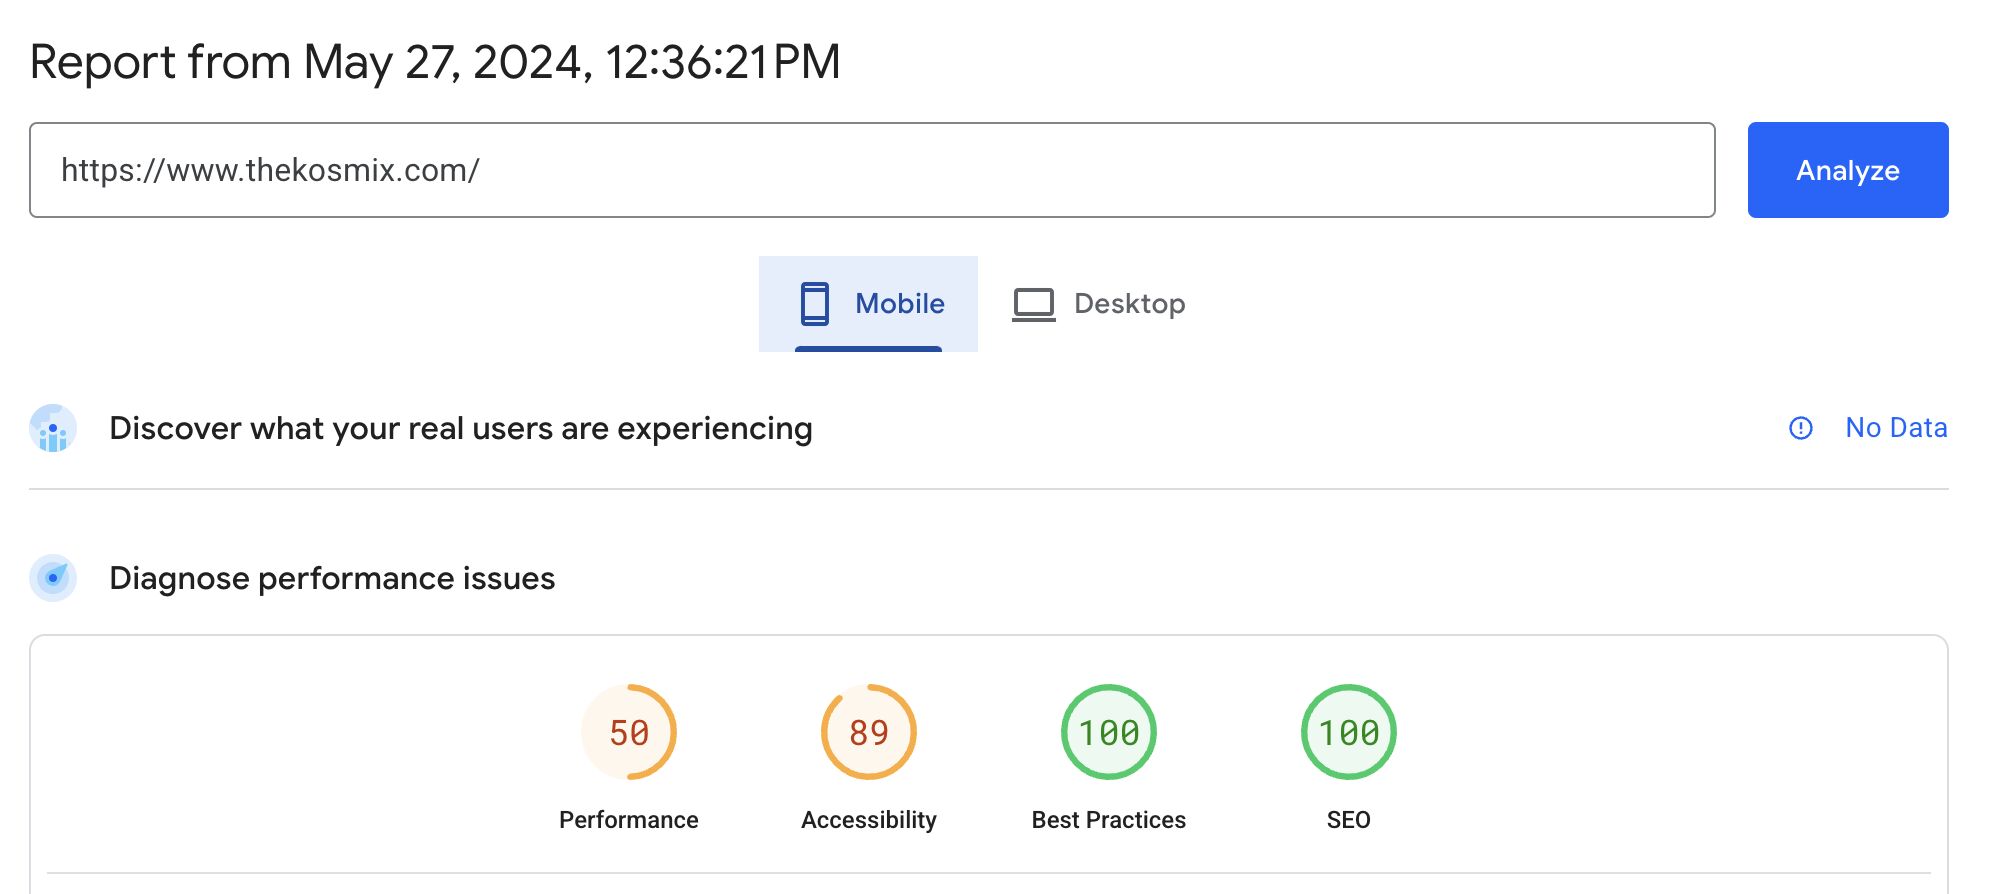 Report from May 27, 2024, 12:36:21 PM
https://www.thekosmix.com/
Analyze
Mobile
Desktop
Discover what your real users are experiencing
No Data
Diagnose performance issues
50
89
100
100
Performance
Accessibility
Best Practices
SEO